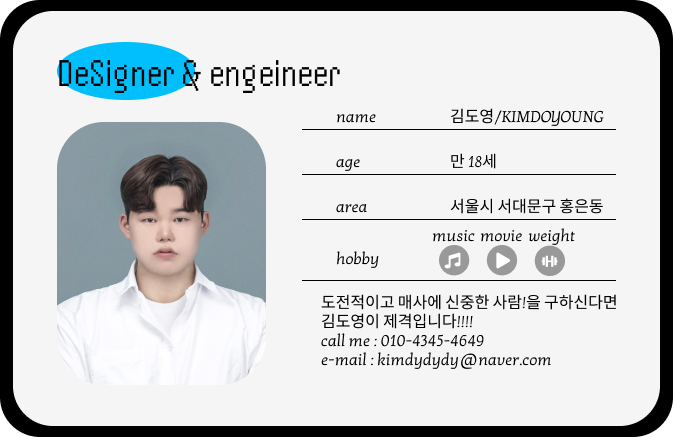 DeSigner & engeineer
name 김도영/KIMDOYOUNG
age 만 18세
area 서울시 서대문구 홍은동
music movie weight
hobby
도전적이고 매사에 신중한 사람!을 구하신다면
김도영이 제격입니다!!!!
call me : 010-4345-4649
e-mail : kimdydydy@naver.com